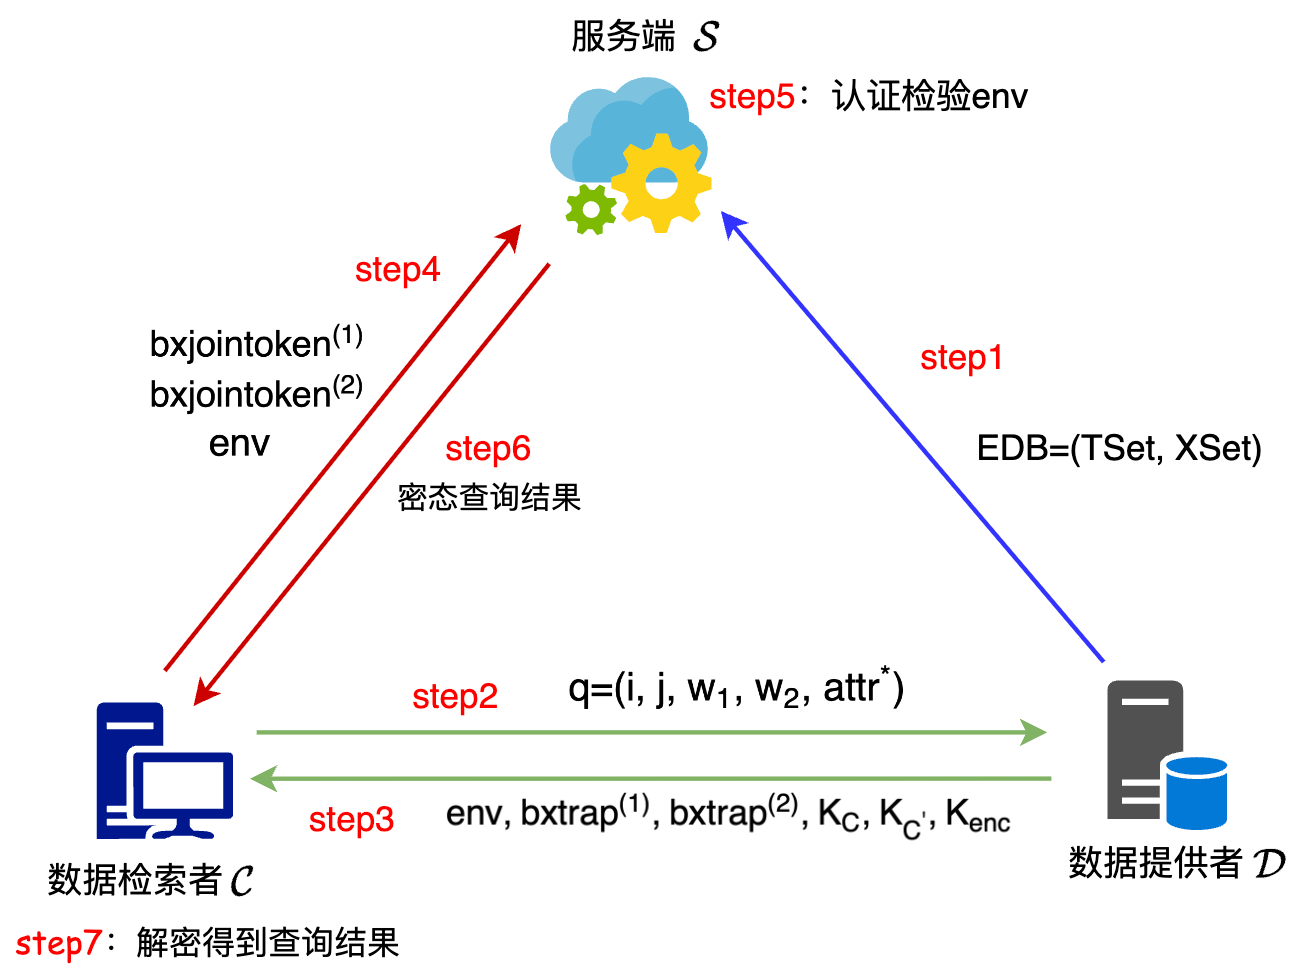 服务端 𝓢
step5：认证检验env
step4
bxjointoken⁽¹⁾
bxjointoken⁽²⁾
env
step1
EDB=(TSet, XSet)
step6
密态查询结果
step2
q=(i, j, w₁, w₂, attr*)
step3
env, bxtrap⁽¹⁾, bxtrap⁽²⁾, K_C, K_C', K_enc
数据检索者 𝓒
数据提供者 𝓓
step7：解密得到查询结果